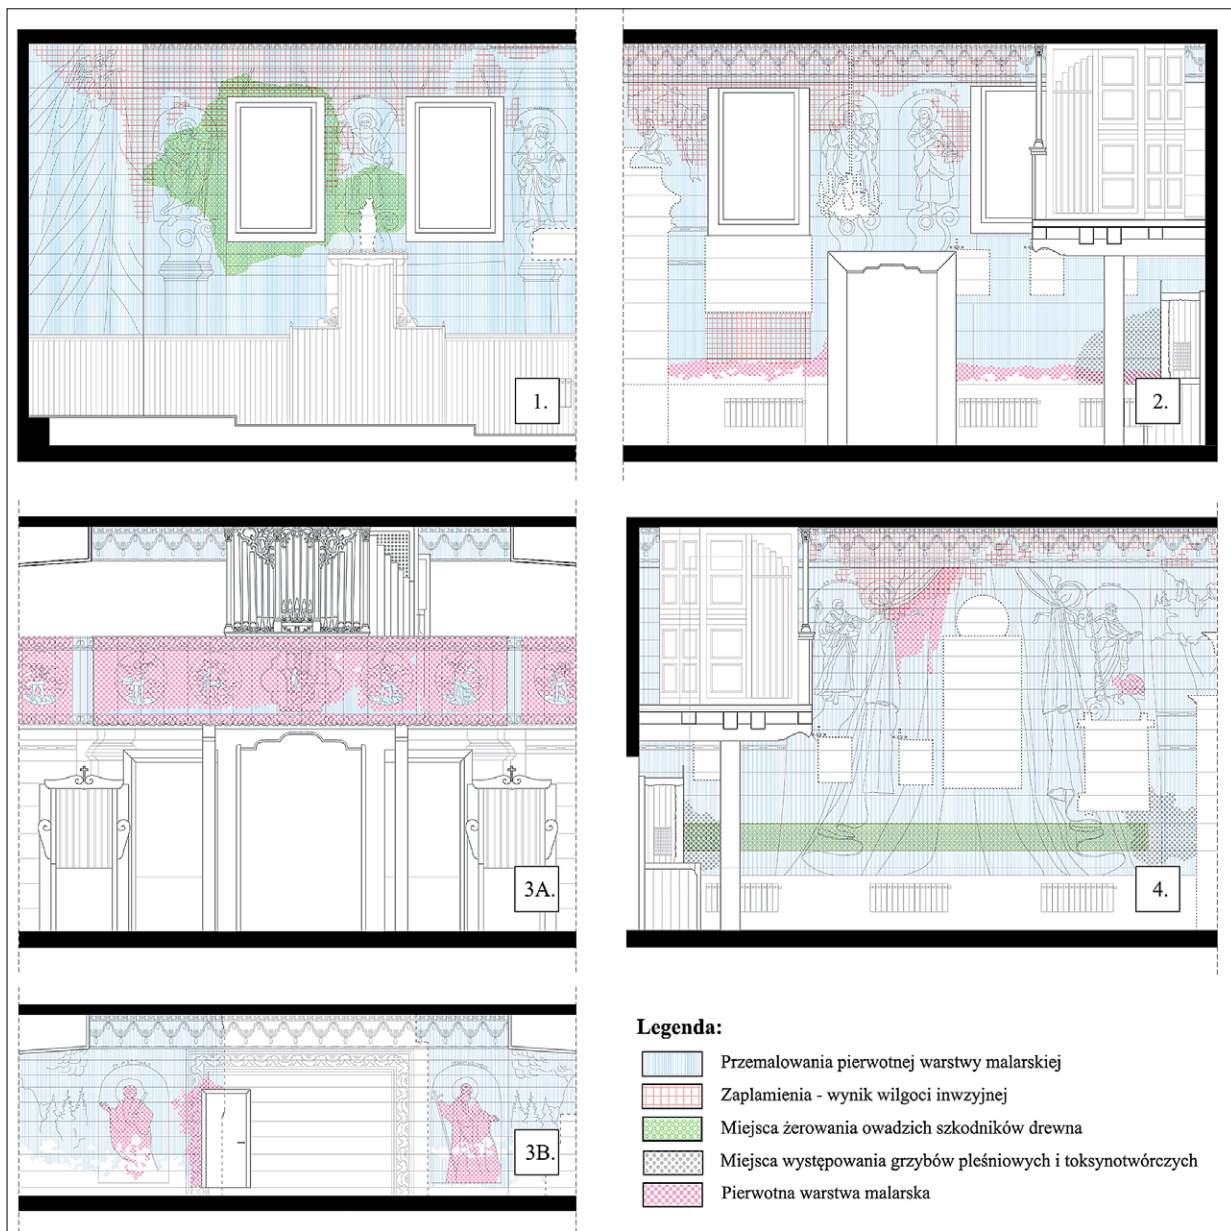 1.
2.
3A.
4.
3B.
Legenda:
Przemalowania pierwotnej warstwy malarskiej
Zaplamienia - wynik wilgoci inwzyjnej
Miejsca żerowania owadzich szkodników drewna
Miejsca występowania grzybów pleśniowych i toksynotwórczych
Pierwotna warstwa malarska